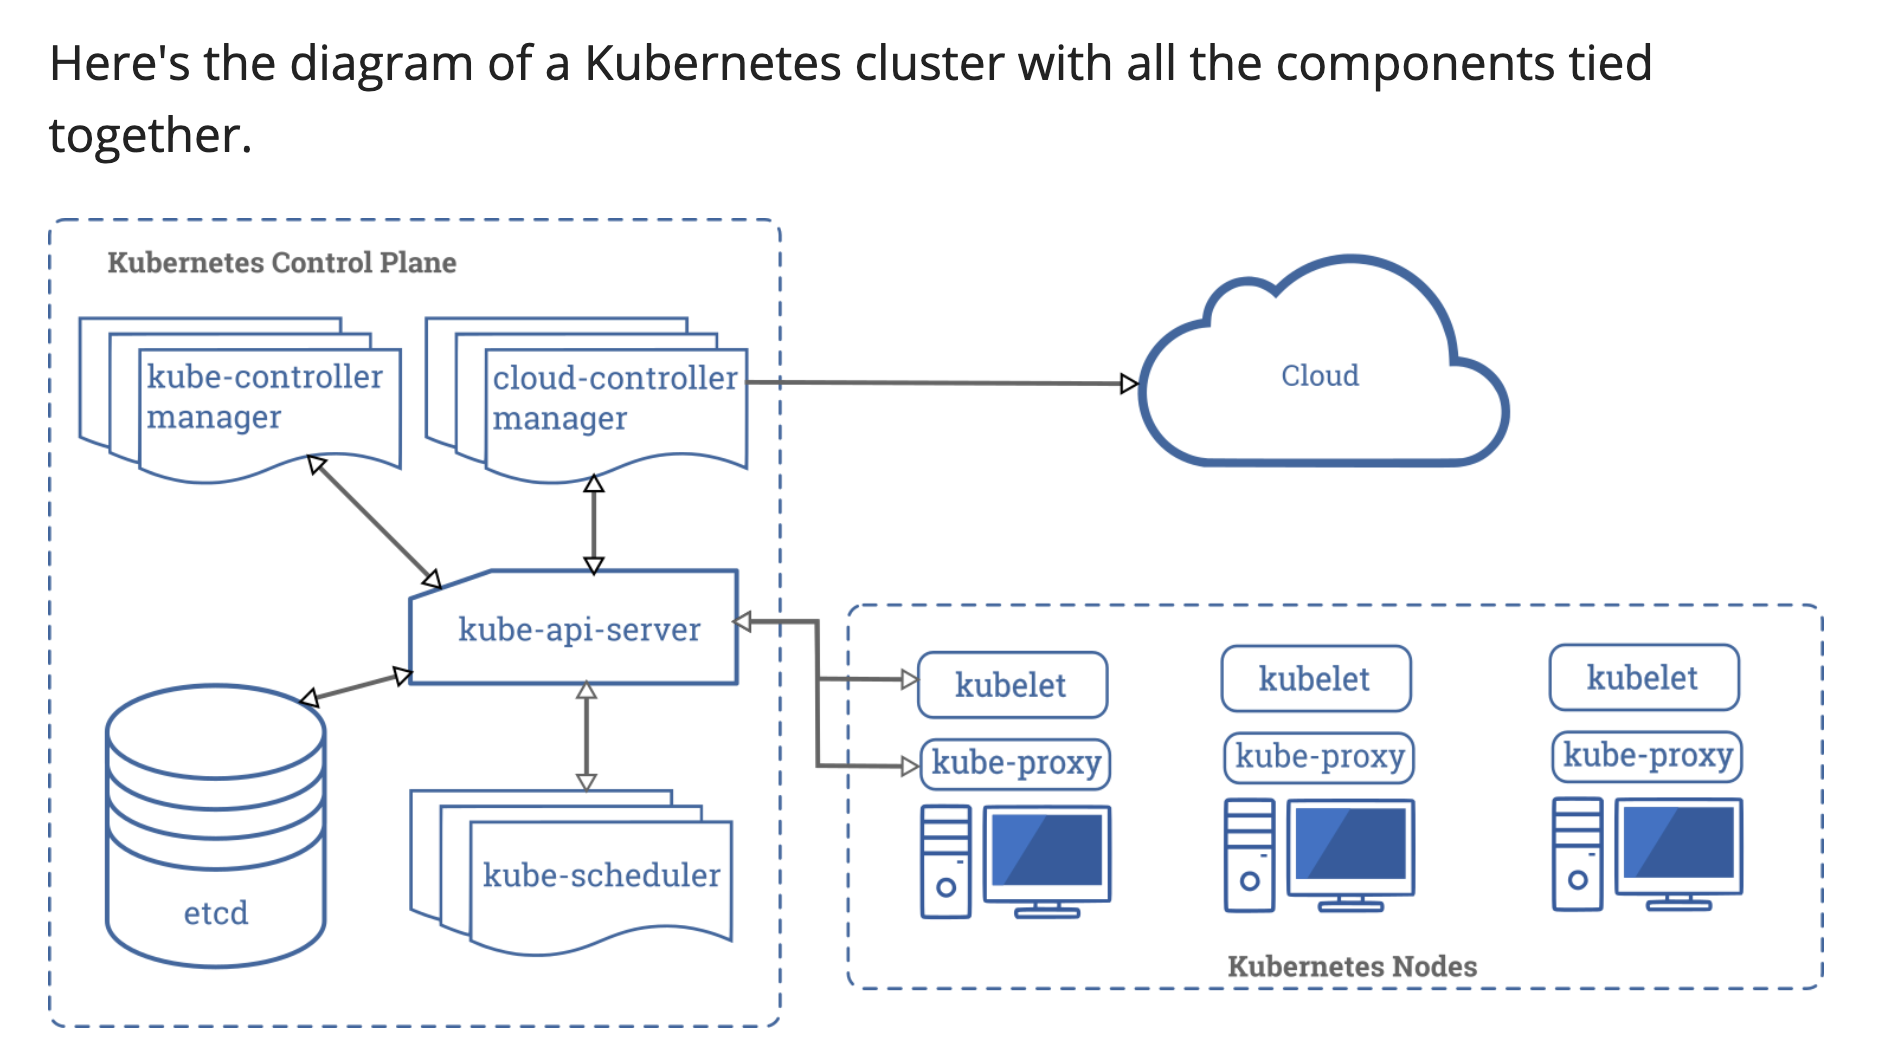 Here's the diagram of a Kubernetes cluster with all the components tied
together.
Kubernetes Control Plane
kube-controller
manager
cloud-controller
manager
Cloud
kube-api-server
kubelet
kubelet
kubelet
kube-proxy
kube-proxy
kube-proxy
etcd
kube-scheduler
Kubernetes Nodes